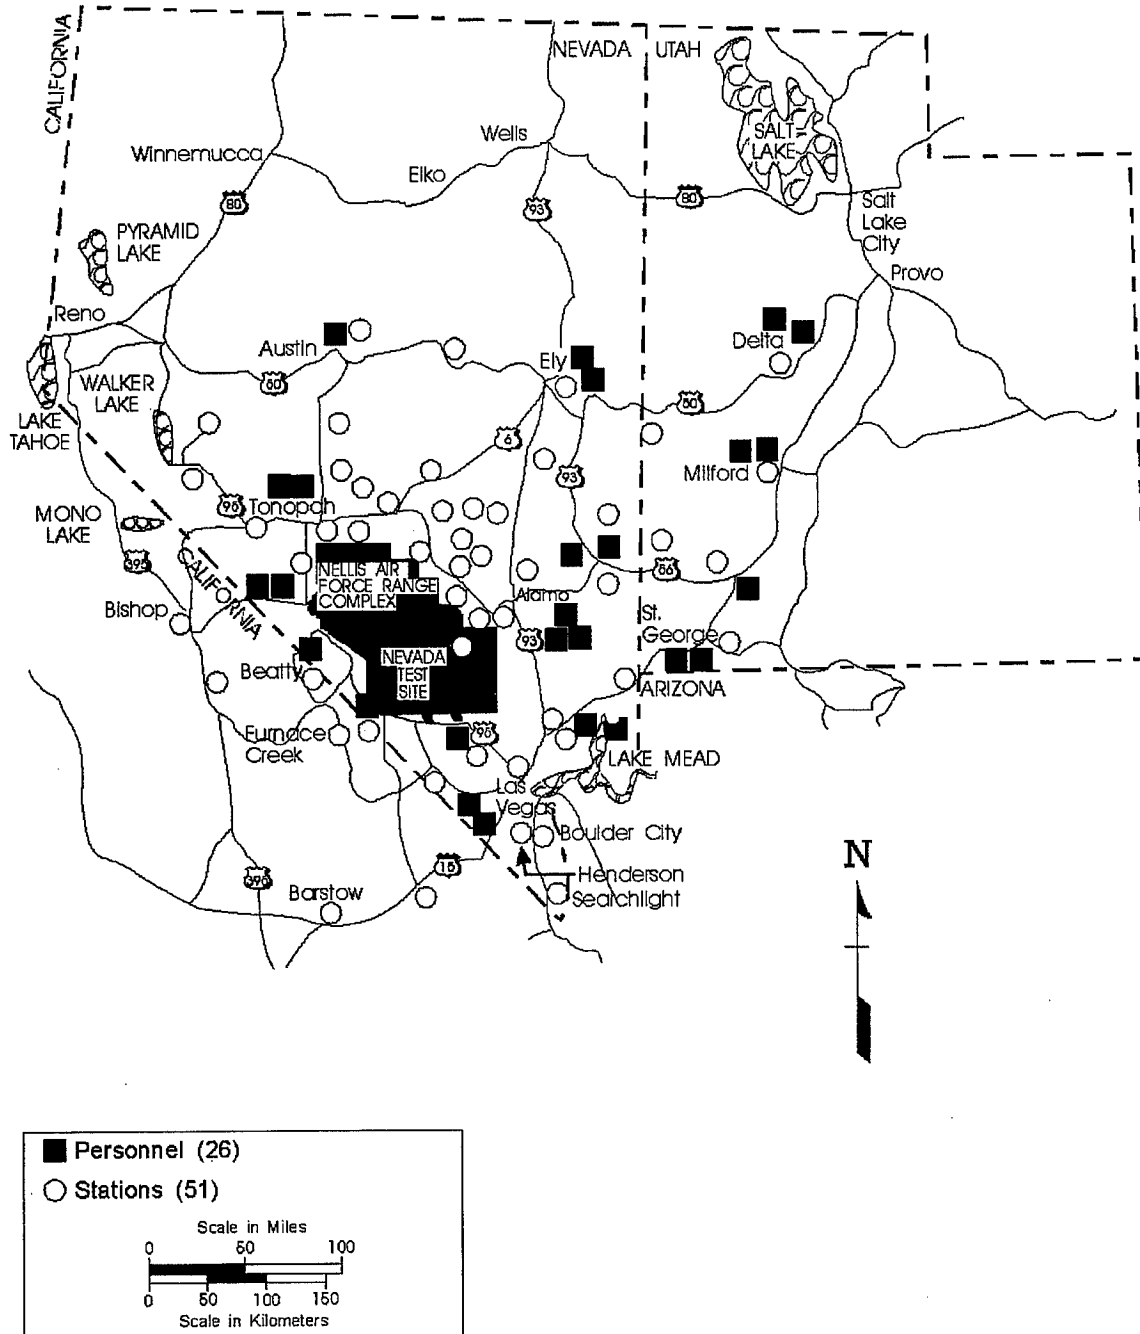 CALIFORNIA
NEVADA
UTAH
Wells
Winnemucca
Elko
SALT
LAKE
80
93
80
Salt
Lake
City
PYRAMID
LAKE
Provo
Reno
Austin
Ely
Delta
WALKER
LAKE
LAKE
TAHOE
6
93
Milford
95
Tonopah
MONO
LAKE
395
CALIFORNIA
NELLIS AIR
FORCE RANGE
COMPLEX
Alamo
Bishop
93
St.
George
Beatty
NEVADA
TEST
SITE
ARIZONA
Furnace
Creek
95
LAKE MEAD
Las
Vegas
Boulder City
15
Henderson
Searchlight
Barstow
N
Personnel (26)
Stations (51)
Scale in Miles
0 50 100
0 50 100 150
Scale in Kilometers